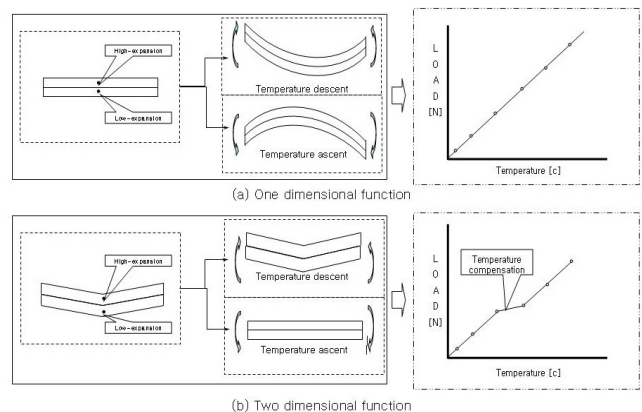 High-expansion
Low-expansion
Temperature descent
Temperature ascent
L
O
A
D
[N]
Temperature [c]
(a) One dimensional function
High-expansion
Low-expansion
Temperature descent
Temperature ascent
L
O
A
D
[N]
Temperature
compensation
Temperature [c]
(b) Two dimensional function